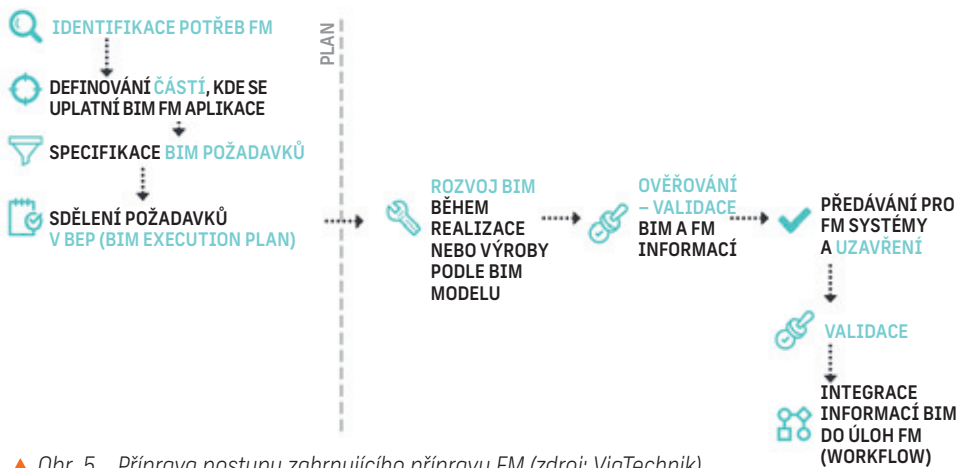 IDENTIFIKACE POTŘEB FM
DEFINOVÁNÍ ČÁSTÍ, KDE SE
UPLATNÍ BIM FM APLIKACE
SPECIFIKACE BIM POŽADAVKŮ
SDĚLENÍ POŽADAVKŮ
V BEP (BIM EXECUTION PLAN)
PLAN
ROZVOJ BIM
BĚHEM
REALIZACE
NEBO VÝROBY
PODLE BIM
MODELU
OVĚŘOVÁNÍ
– VALIDACE
BIM A FM
INFORMACÍ
PŘEDÁVÁNÍ PRO
FM SYSTÉMY
A UZAVŘENÍ
VALIDACE
INTEGRACE
INFORMACÍ BIM
DO ÚLOH FM
(WORKFLOW)
▲ Obr. 5 Příprava postupu zahrnujícího přípravu FM (zdroj: ViaTechnik)